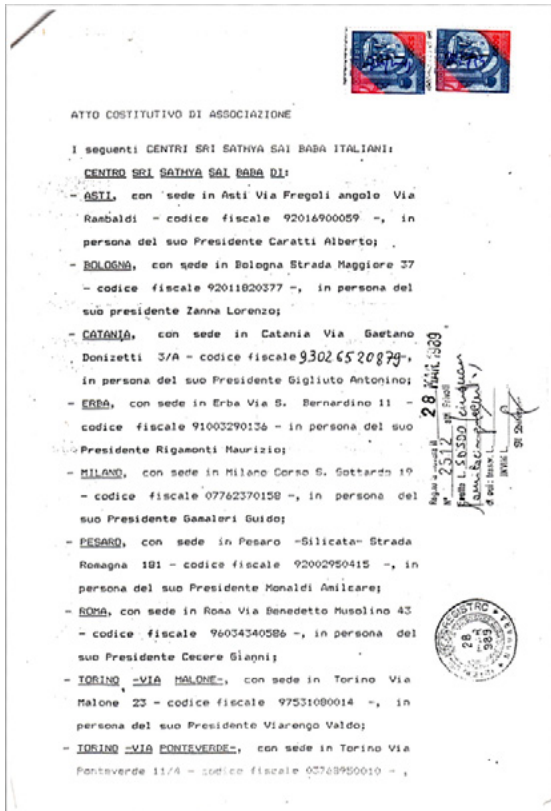 ATTO COSTITUTIVO DI ASSOCIAZIONE
I seguenti CENTRI SRI SATHYA SAI BABA ITALIANI:
CENTRO SRI SATHYA SAI BABA DI:
- ASTI, con sede in Asti Via Fregoli angolo Via
Rambaldi - codice fiscale 92016900059 -, in
persona del suo Presidente Caratti Alberto;
- BOLOGNA, con sede in Bologna Strada Maggiore 37
- codice fiscale 92011820377 -, in persona del
suo presidente Zanna Lorenzo;
- CATANIA, con sede in Catania Via Gaetano
Donizetti 3/A - codice fiscale 93026520879-,
in persona del suo Presidente Gigliuto Antonino;
- ERBA, con sede in Erba Via S. Bernardino 11 -
codice fiscale 91003290136 - in persona del suo
Presidente Rigamonti Maurizio;
- MILANO, con sede in Milano Corso S. Gottardo 19
- codice fiscale 07762370158 -, in persona del
suo Presidente Gamaleri Guido;
- PESARO, con sede in Pesaro -Silicata- Strada
Romagna 181 - codice fiscale 92002950415 -, in
persona del suo Presidente Monaldi Amilcare;
- ROMA, con sede in Roma Via Benedetto Musolino 43
- codice fiscale 96034340586 -, in persona del
suo Presidente Cecere Gianni;
- TORINO -VIA MALONE-, con sede in Torino Via
Malone 23 - codice fiscale 97531080014 -, in
persona del suo Presidente Viarengo Valdo;
- TORINO -VIA PONTEVERDE-, con sede in Torino Via
Ponteverde 11/4 - codice fiscale 03768950010 -,
28 MAR. 1989
N° 2512
REGISTRO
28
989